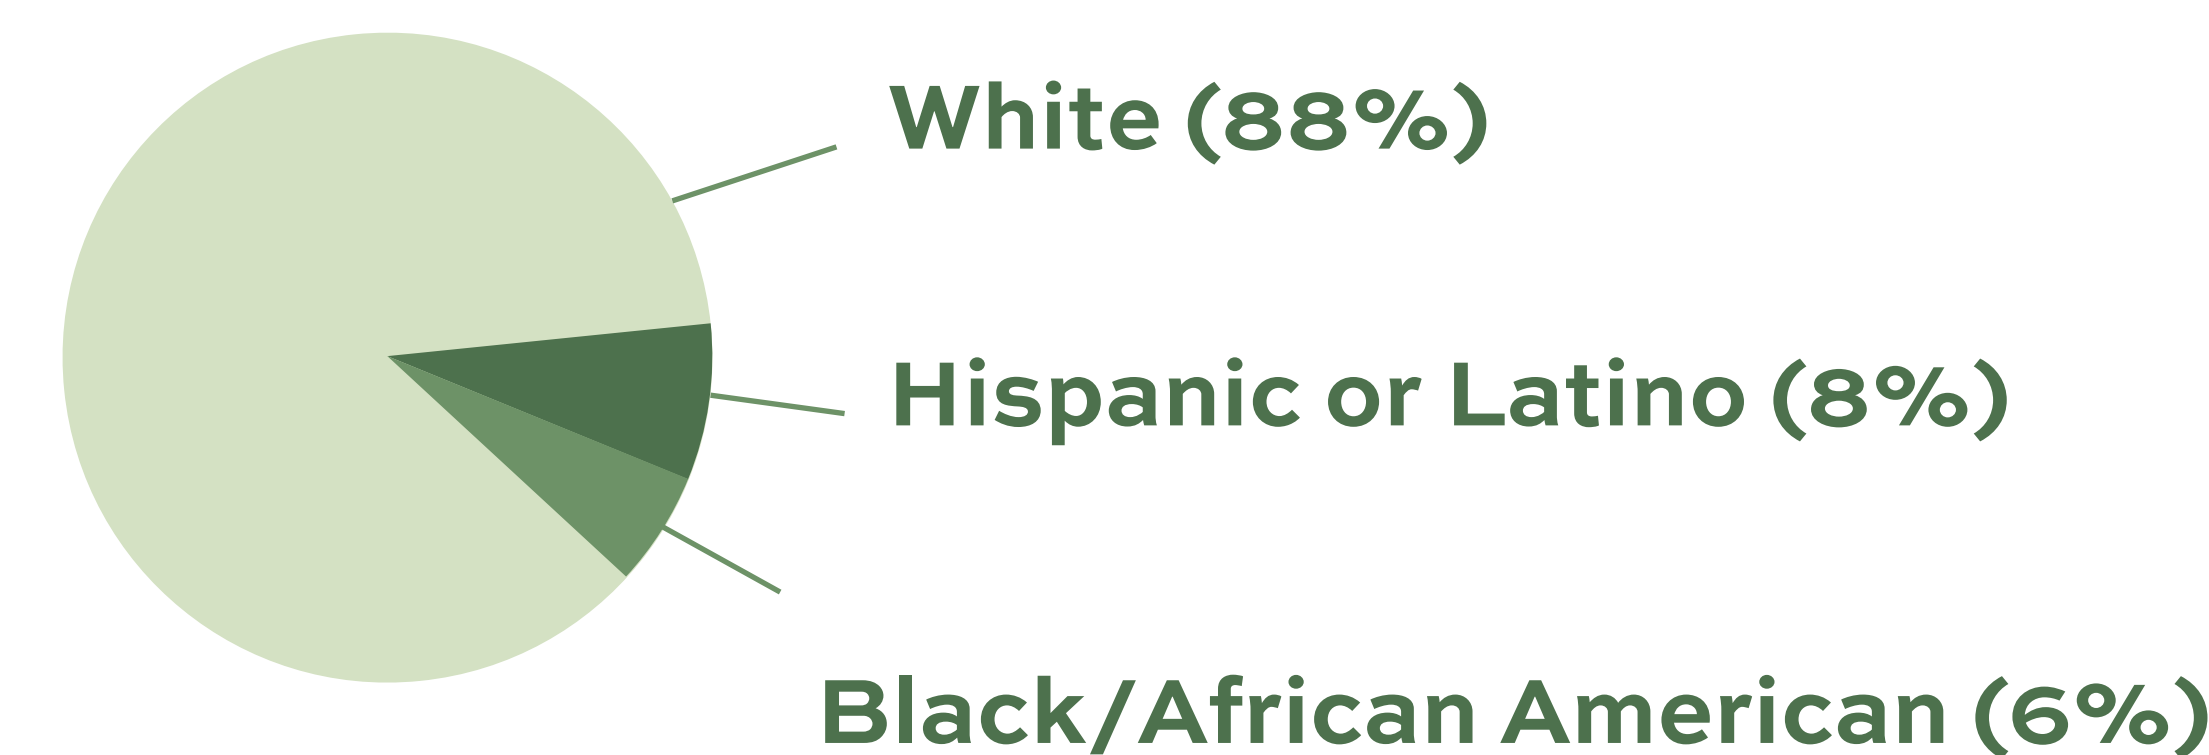 White (88%)
Hispanic or Latino (8%)
Black/African American (6%)